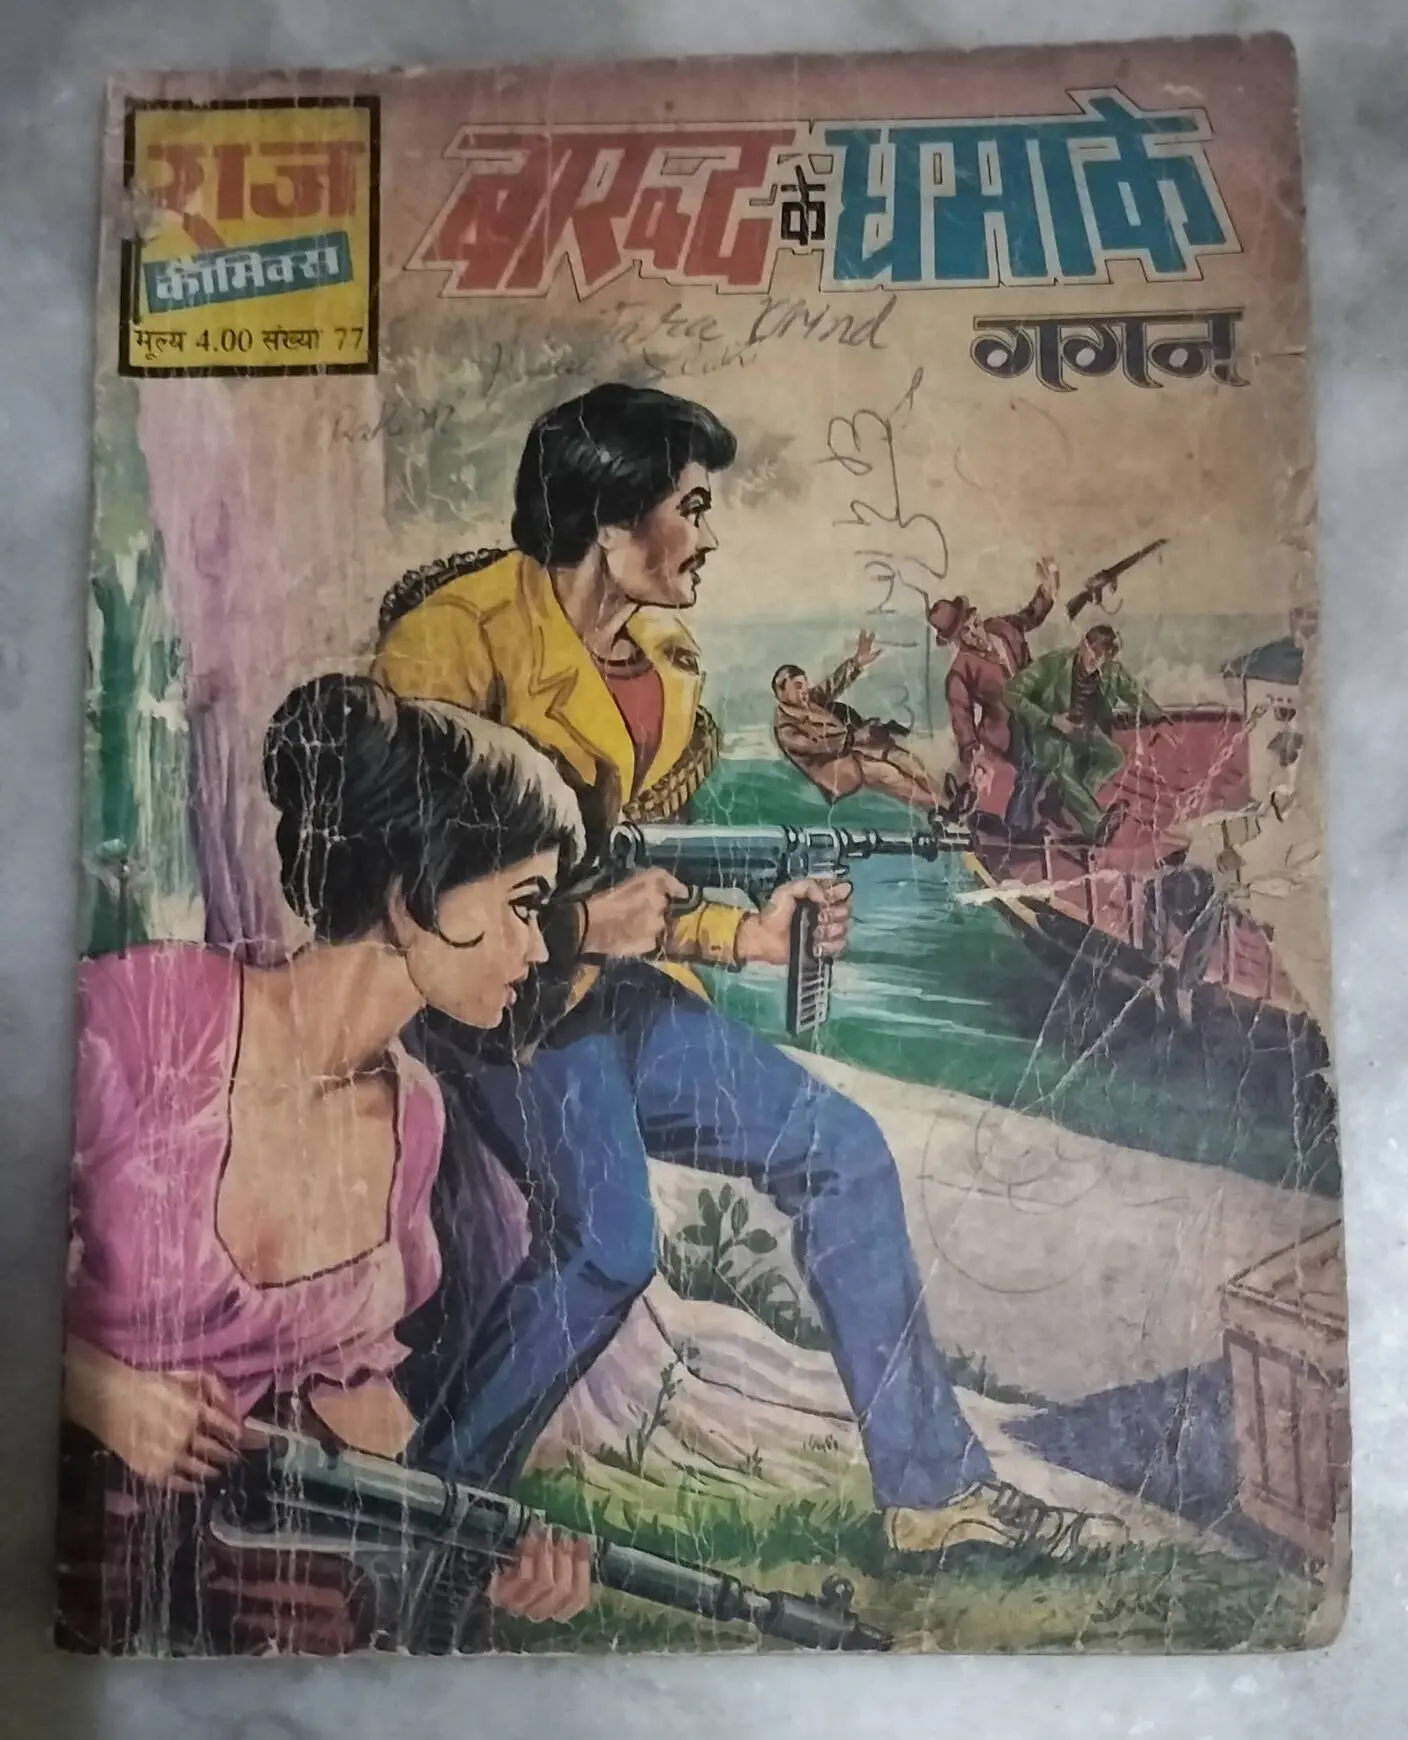 राज
कॉमिक्स
मूल्य 4.00 संख्या 77
बारूद के धमाके
गगन